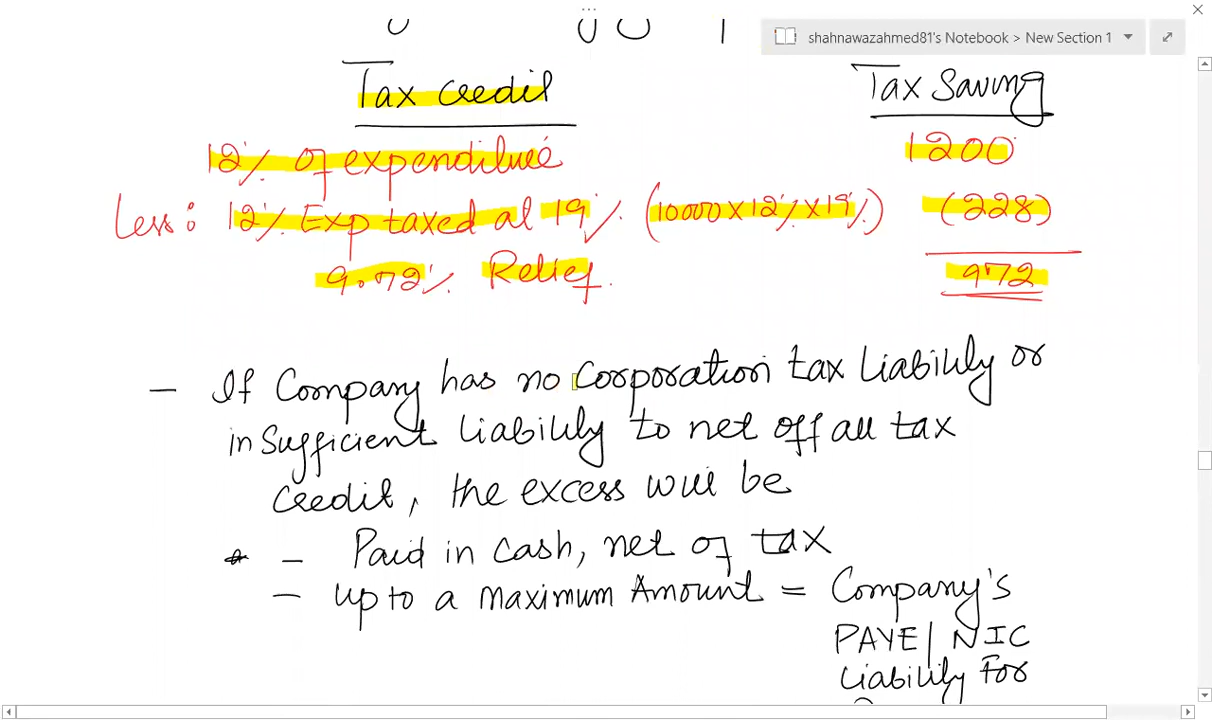 shahnawazahmed81's Notebook > New Section 1
Tax Credit Tax Saving
12% of expenditure 1200
Less: 12% Exp taxed at 19% (10000x12%x19%) (228)
9.72% Relief. 972
- If Company has no Corporation tax Liability or
insufficient Liability to net off all tax
Credit, the excess will be
* - Paid in cash, net of tax
- up to a maximum Amount = Company's
PAYE/NIC
Liability For